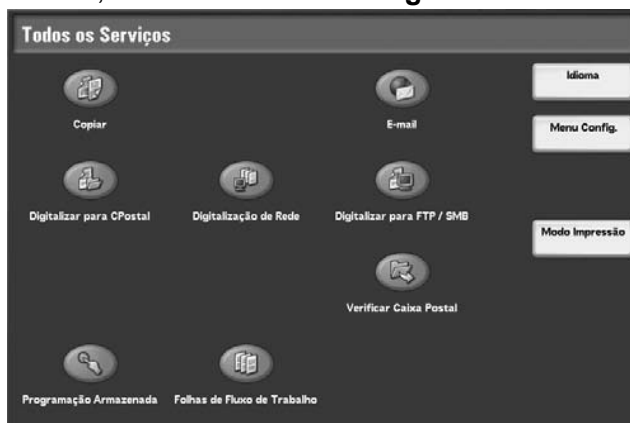 Todos os Serviços
Copiar
E-mail
Idioma
Menu Config.
Digitalizar para CPostal
Digitalização de Rede
Digitalizar para FTP / SMB
Modo Impressão
Verificar Caixa Postal
Programação Armazenada
Folhas de Fluxo de Trabalho